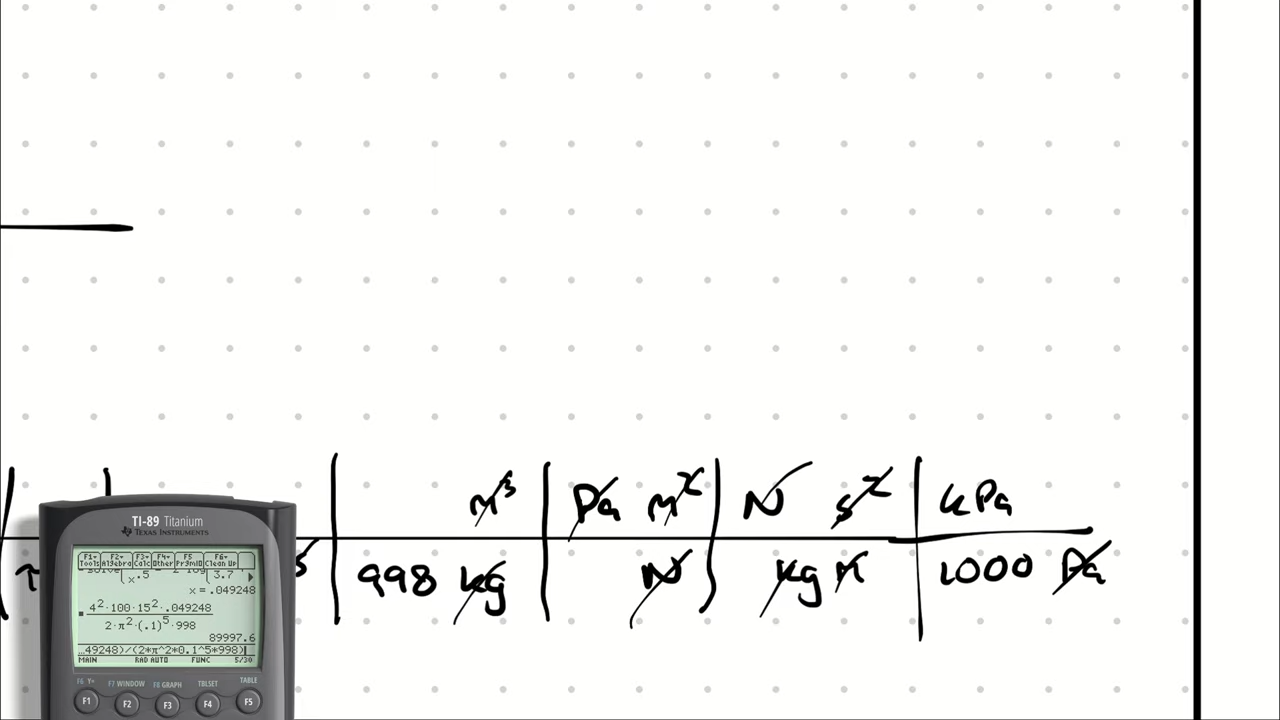 m³ Pa m² N s² kPa
998 kg N kg m 1000 Pa
TI-89 Titanium
TEXAS INSTRUMENTS
F1 F2 F3 F4 F5 F6
Tools Algebra Calc Other PrgmIO Clean Up
x .5 3.7
x = .049248
4²·100·15²·.049248
2·π²·(.1)⁵·998
89997.6
…49248)/(2*π^2*0.1^5*998)
MAIN RAD AUTO FUNC 5/30
F6 Y= F7 WINDOW F8 GRAPH TBLSET TABLE
F1 F2 F3 F4 F5